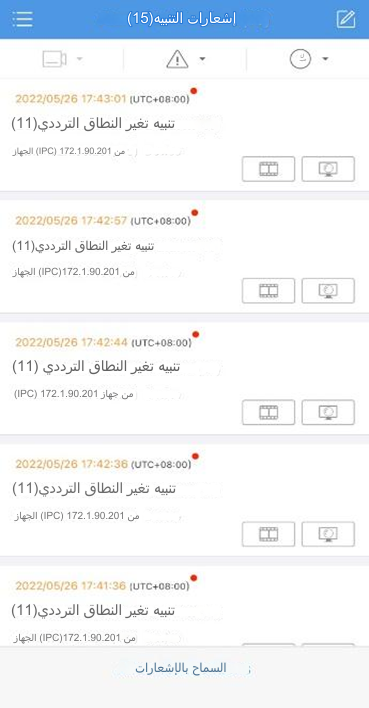 إشعارات التنبيه(15)
2022/05/26 17:43:01 (UTC+08:00)
تنبيه تغير النطاق الترددي(11)
من 172.1.90.201 (IPC) الجهاز
2022/05/26 17:42:57 (UTC+08:00)
تنبيه تغير النطاق الترددي(11)
من 172.1.90.201(IPC) الجهاز
2022/05/26 17:42:44 (UTC+08:00)
تنبيه تغير النطاق الترددي (11)
من جهاز 172.1.90.201 (IPC)
2022/05/26 17:42:36 (UTC+08:00)
تنبيه تغير النطاق الترددي(11)
من 172.1.90.201 (IPC) الجهاز
2022/05/26 17:41:36 (UTC+08:00)
تنبيه تغير النطاق الترددي(11)
من 172.1.90.201(IPC) الجهاز
السماح بالإشعارات